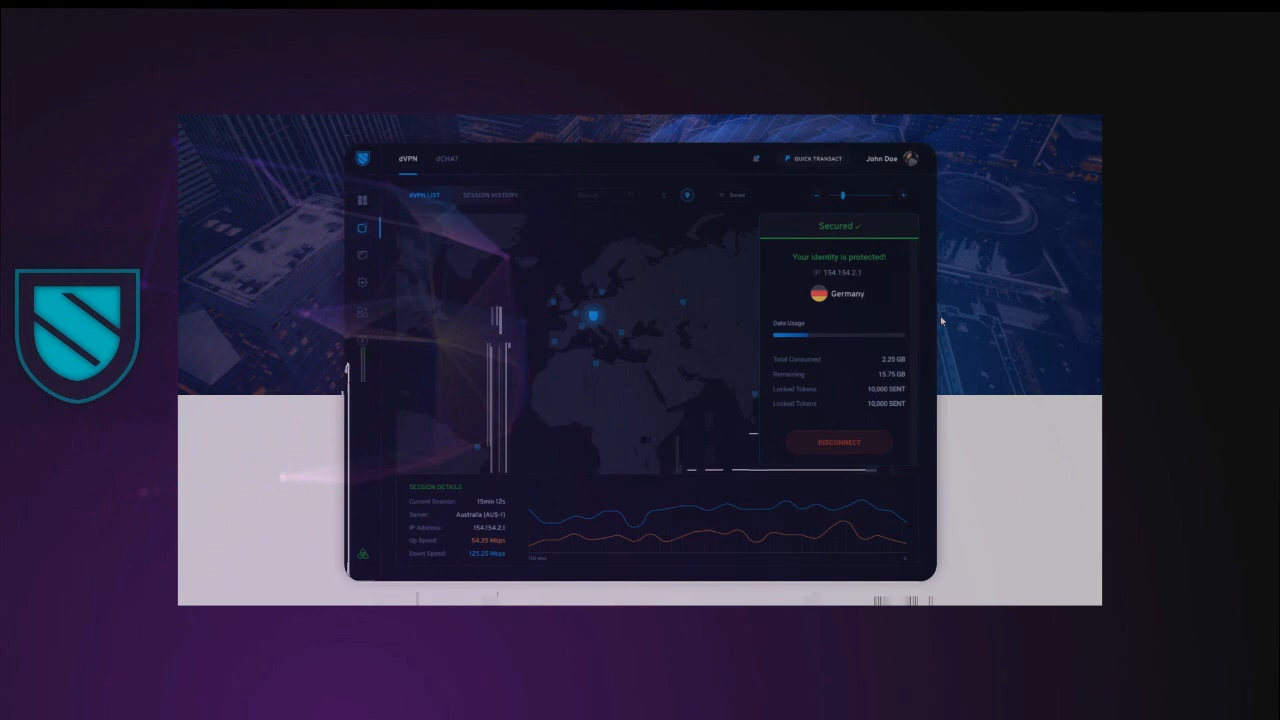 dVPN dCHAT QUICK TRANSACT John Doe
dVPN LIST SESSION HISTORY Search Saved
Secured
Your identity is protected!
IP: 154.154.2.1
Germany
Data Usage
Total Consumed 2.25 GB
Remaining 15.75 GB
Locked Tokens 10,000 SENT
Locked Tokens 10,000 SENT
DISCONNECT
SESSION DETAILS
Current Session: 15min 12s
Server: Australia (AUS-1)
IP Address: 154.154.2.1
Up Speed: 54.25 Mbps
Down Speed: 125.25 Mbps